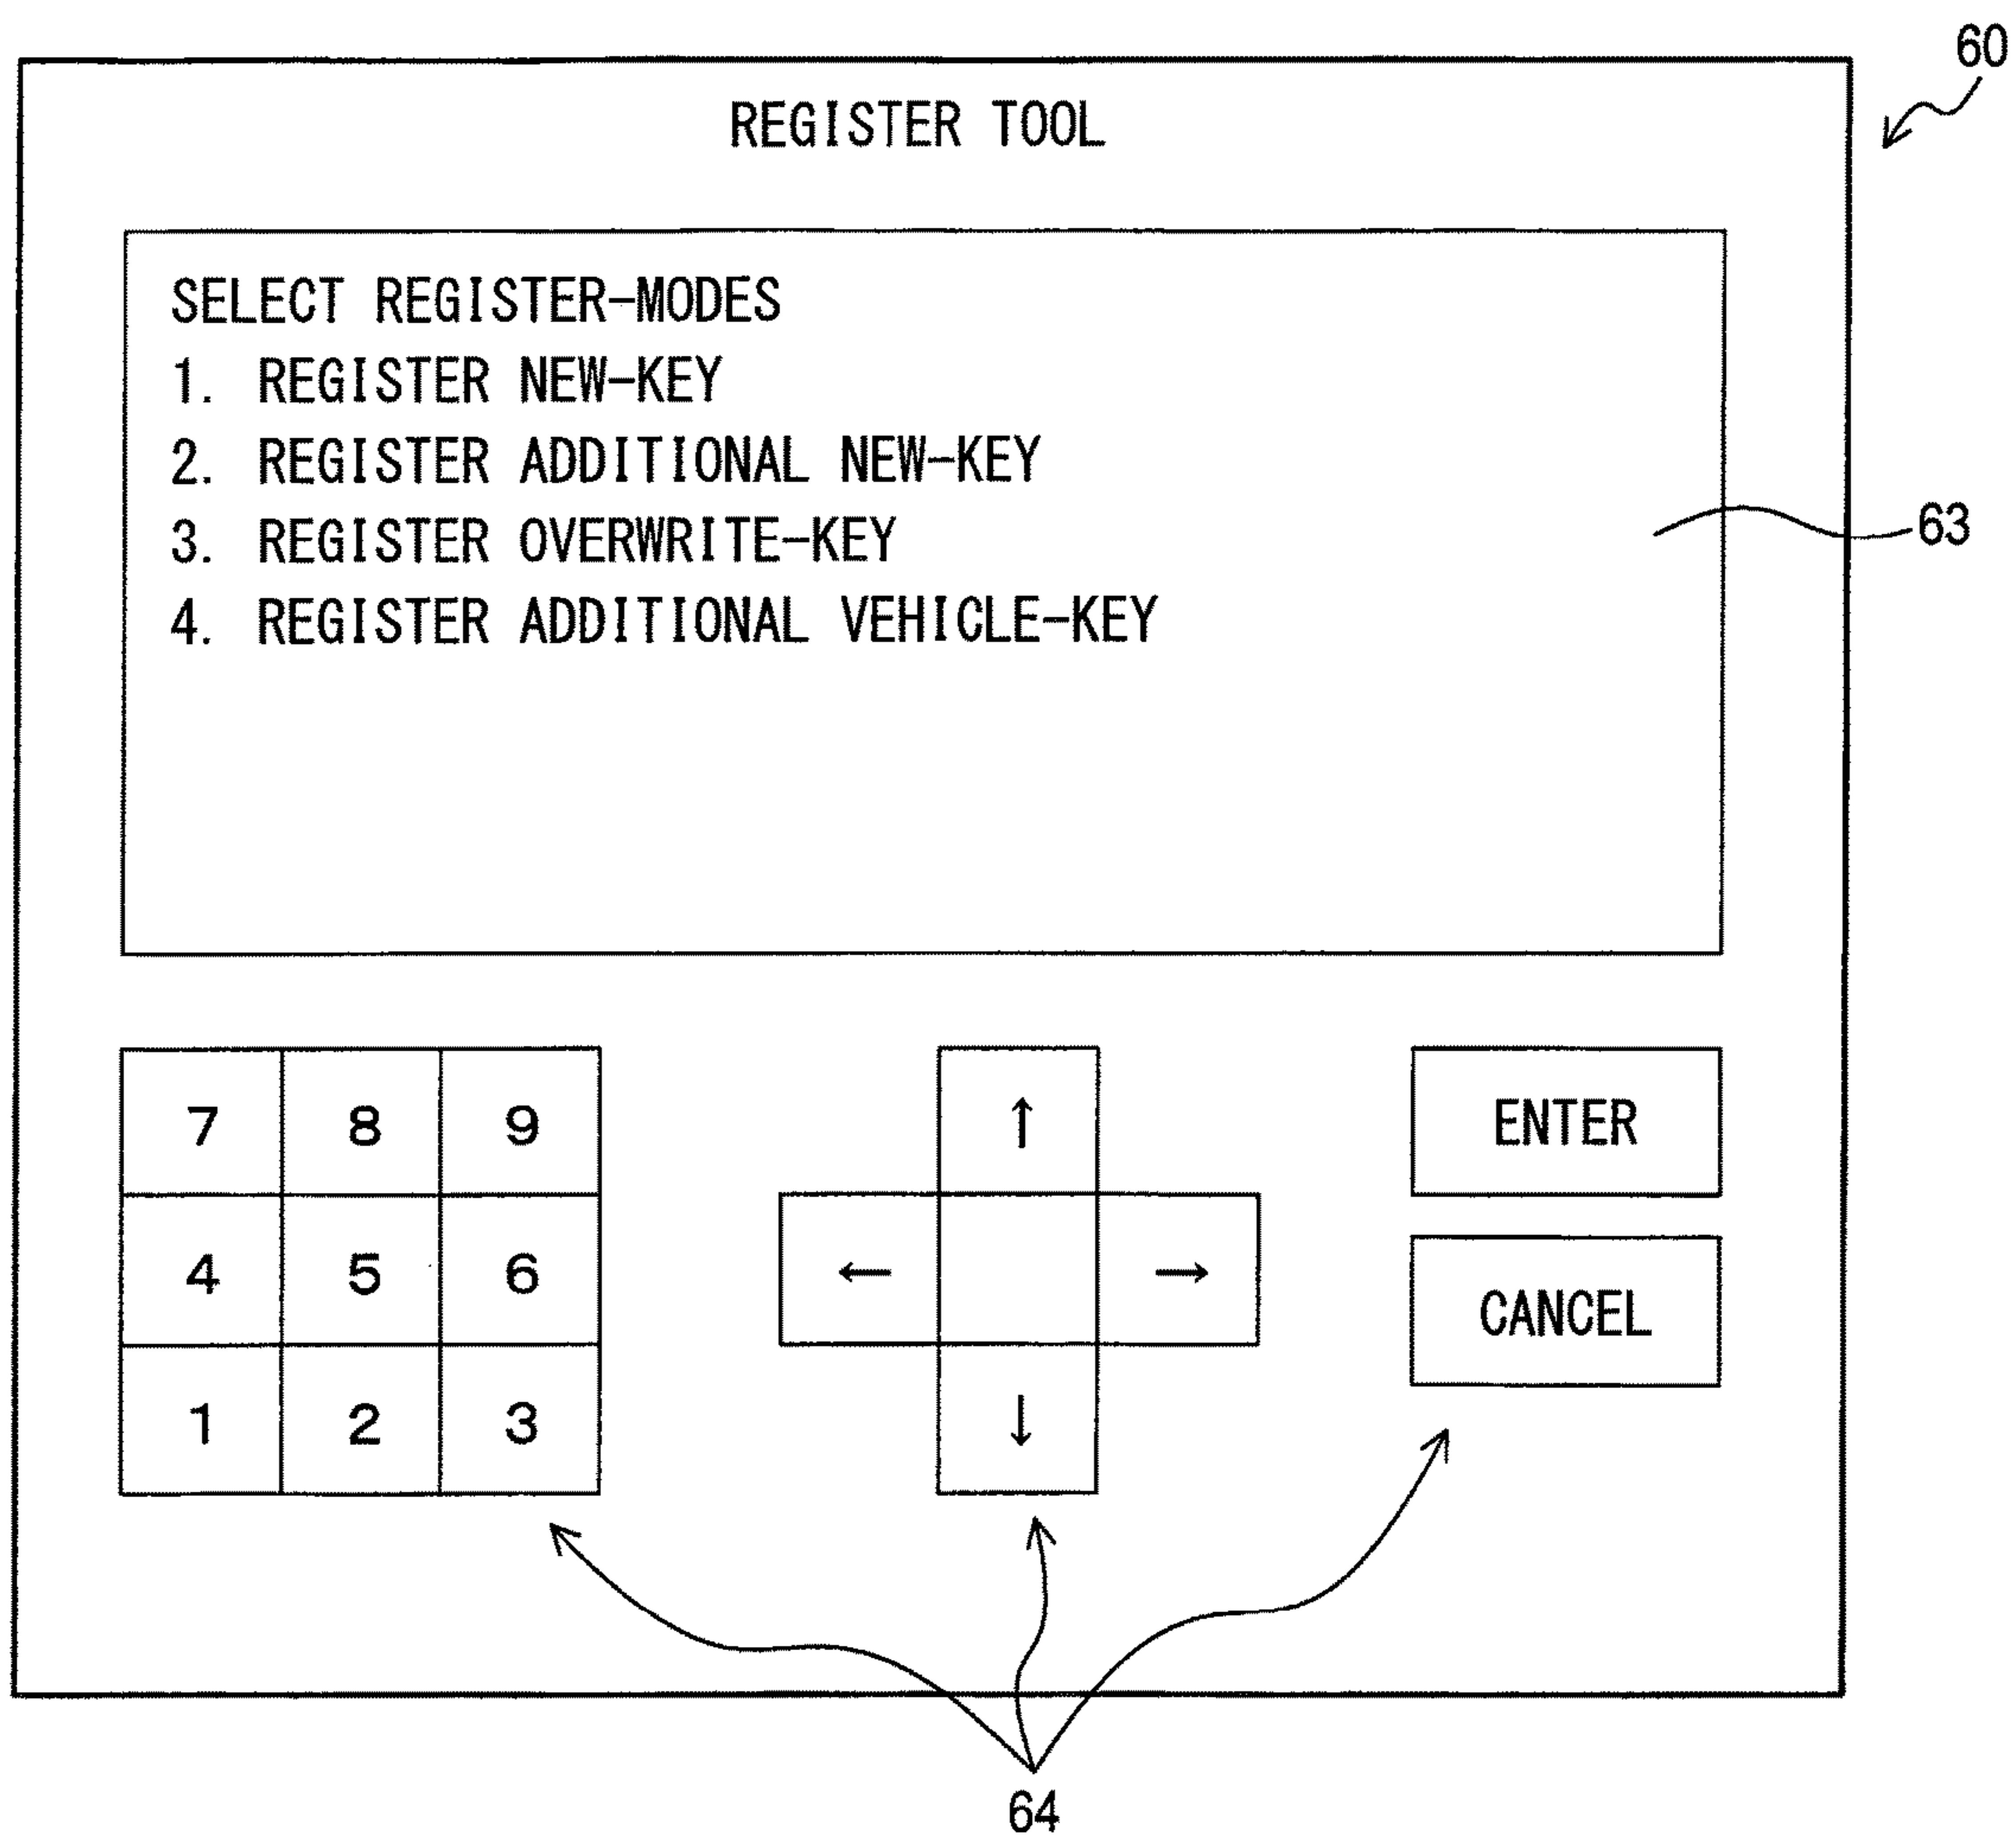 60
REGISTER TOOL
SELECT REGISTER-MODES
1. REGISTER NEW-KEY
2. REGISTER ADDITIONAL NEW-KEY
3. REGISTER OVERWRITE-KEY
4. REGISTER ADDITIONAL VEHICLE-KEY
63
7 8 9
↑
ENTER
4 5 6
← →
CANCEL
1 2 3
↓
64